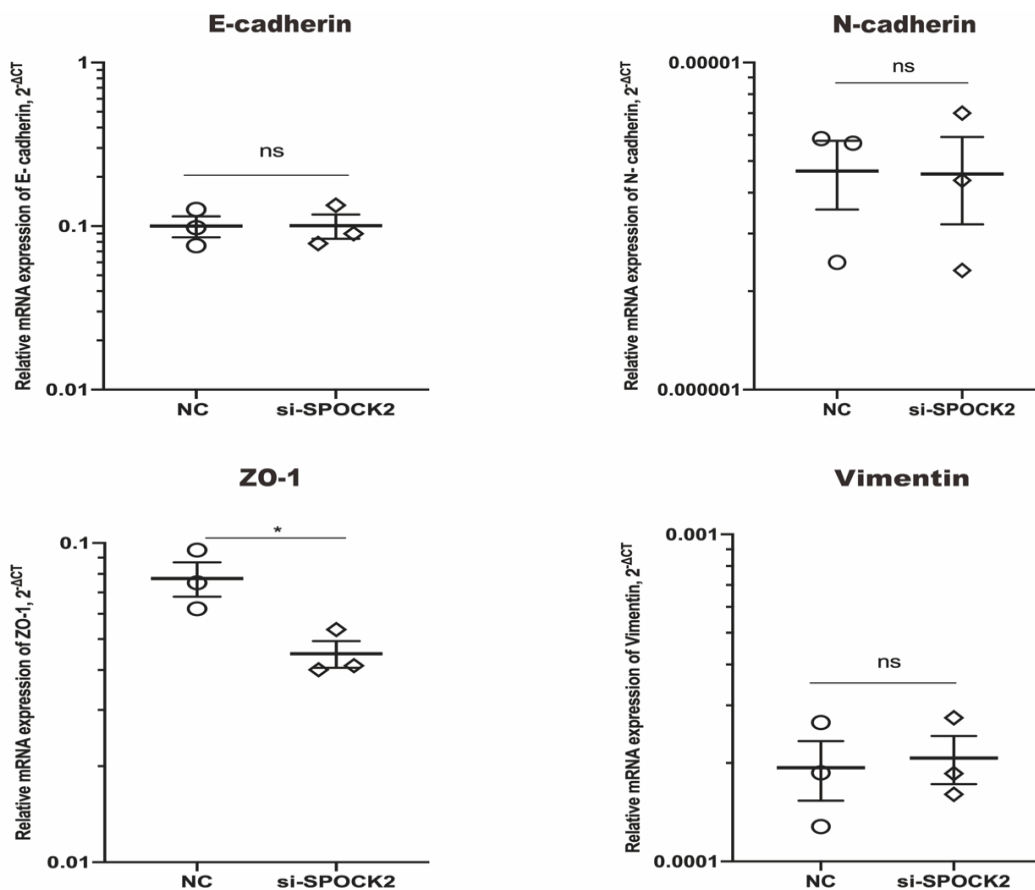 E-cadherin
Relative mRNA expression of E- cadherin, 2-ΔCT
1
0.1
0.01
ns
NC
si-SPOCK2
N-cadherin
Relative mRNA expression of N- cadherin, 2-ΔCT
0.00001
0.000001
ns
NC
si-SPOCK2
ZO-1
Relative mRNA expression of ZO-1, 2-ΔCT
0.1
0.01
*
NC
si-SPOCK2
Vimentin
Relative mRNA expression of Vimentin, 2-ΔCT
0.001
0.0001
ns
NC
si-SPOCK2